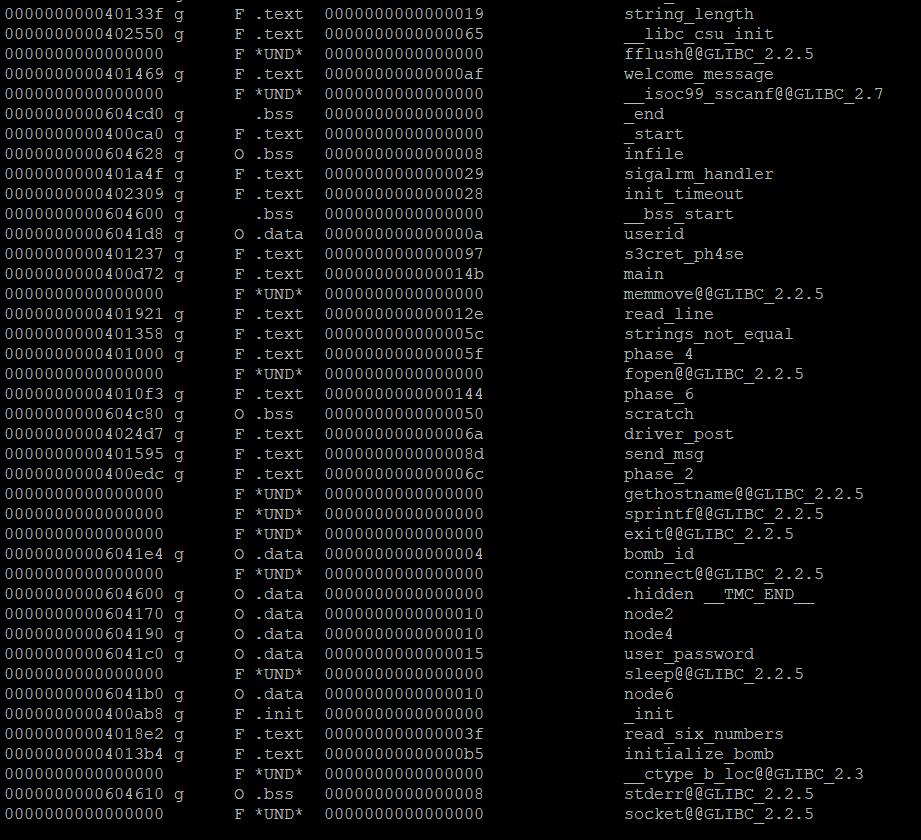 000000000040133f g     F .text  0000000000000019              string_length
0000000000402550 g     F .text  0000000000000065              __libc_csu_init
0000000000000000       F *UND*  0000000000000000              fflush@@GLIBC_2.2.5
0000000000401469 g     F .text  00000000000000af              welcome_message
0000000000000000       F *UND*  0000000000000000              __isoc99_sscanf@@GLIBC_2.7
0000000000604cd0 g       .bss   0000000000000000              _end
0000000000400ca0 g     F .text  0000000000000000              _start
0000000000604628 g     O .bss   0000000000000008              infile
0000000000401a4f g     F .text  0000000000000029              sigalrm_handler
0000000000402309 g     F .text  0000000000000028              init_timeout
0000000000604600 g       .bss   0000000000000000              __bss_start
00000000006041d8 g     O .data  000000000000000a              userid
0000000000401237 g     F .text  0000000000000097              s3cret_ph4se
0000000000400d72 g     F .text  000000000000014b              main
0000000000000000       F *UND*  0000000000000000              memmove@@GLIBC_2.2.5
0000000000401921 g     F .text  000000000000012e              read_line
0000000000401358 g     F .text  000000000000005c              strings_not_equal
0000000000401000 g     F .text  000000000000005f              phase_4
0000000000000000       F *UND*  0000000000000000              fopen@@GLIBC_2.2.5
00000000004010f3 g     F .text  0000000000000144              phase_6
0000000000604c80 g     O .bss   0000000000000050              scratch
00000000004024d7 g     F .text  000000000000006a              driver_post
0000000000401595 g     F .text  000000000000008d              send_msg
0000000000400edc g     F .text  000000000000006c              phase_2
0000000000000000       F *UND*  0000000000000000              gethostname@@GLIBC_2.2.5
0000000000000000       F *UND*  0000000000000000              sprintf@@GLIBC_2.2.5
0000000000000000       F *UND*  0000000000000000              exit@@GLIBC_2.2.5
00000000006041e4 g     O .data  0000000000000004              bomb_id
0000000000000000       F *UND*  0000000000000000              connect@@GLIBC_2.2.5
0000000000604600 g     O .data  0000000000000000              .hidden __TMC_END__
0000000000604170 g     O .data  0000000000000010              node2
0000000000604190 g     O .data  0000000000000010              node4
00000000006041c0 g     O .data  0000000000000015              user_password
0000000000000000       F *UND*  0000000000000000              sleep@@GLIBC_2.2.5
00000000006041b0 g     O .data  0000000000000010              node6
0000000000400ab8 g     F .init  0000000000000000              _init
00000000004018e2 g     F .text  000000000000003f              read_six_numbers
00000000004013b4 g     F .text  00000000000000b5              initialize_bomb
0000000000000000       F *UND*  0000000000000000              __ctype_b_loc@@GLIBC_2.3
0000000000604610 g     O .bss   0000000000000008              stderr@@GLIBC_2.2.5
0000000000000000       F *UND*  0000000000000000              socket@@GLIBC_2.2.5